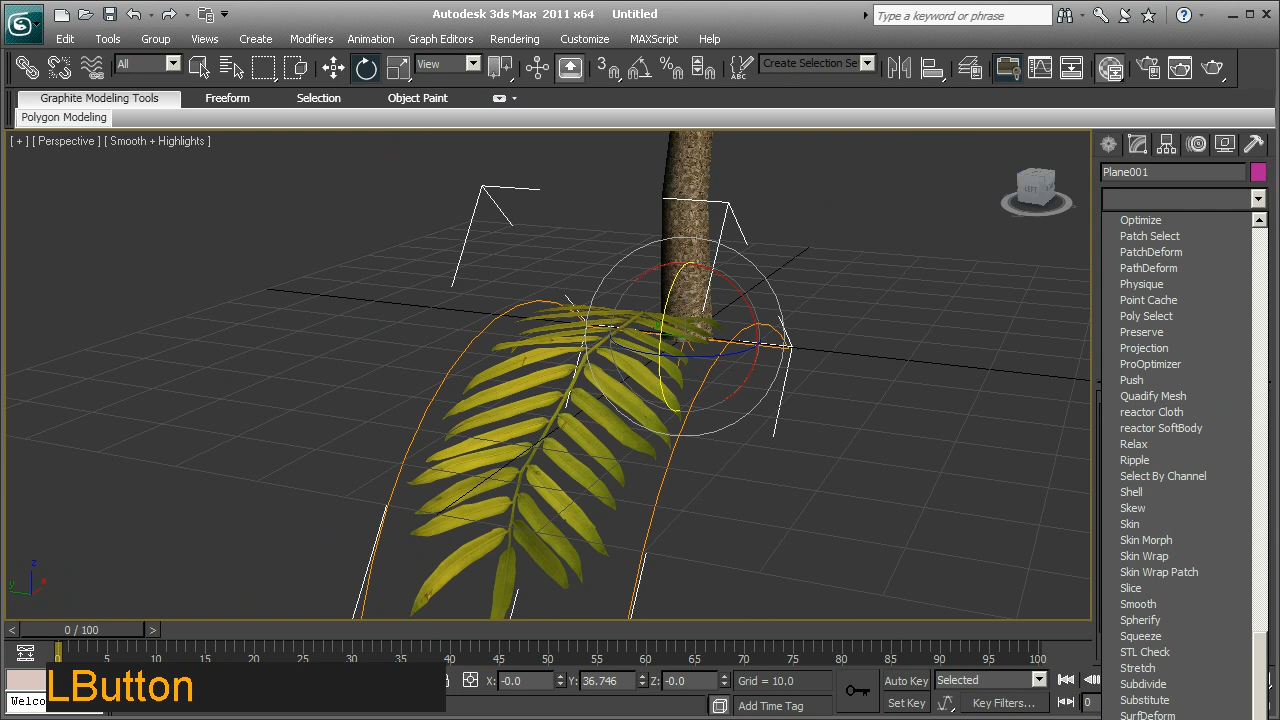 Autodesk 3ds Max 2011 x64 Untitled
Type a keyword or phrase
Edit Tools Group Views Create Modifiers Animation Graph Editors Rendering Customize MAXScript Help
All View 3 Create Selection Se
Graphite Modeling Tools Freeform Selection Object Paint
Polygon Modeling
[ + ] [ Perspective ] [ Smooth + Highlights ]
Plane001
LEFT
Optimize
Patch Select
PatchDeform
PathDeform
Physique
Point Cache
Poly Select
Preserve
Projection
ProOptimizer
Push
Quadify Mesh
reactor Cloth
reactor SoftBody
Relax
Ripple
Select By Channel
Shell
Skew
Skin
Skin Morph
Skin Wrap
Skin Wrap Patch
Slice
Smooth
Spherify
Squeeze
STL Check
Stretch
Subdivide
Substitute
SurfDeform
z
x
y
< 0 / 100 >
0 5 10 15 20 25 30 35 40 45 50 55 60 65 70 75 80 85 90 95 100
LButton
X: -0.0 Y: 36.746 Z: -0.0 Grid = 10.0 Auto Key Selected
Welco Add Time Tag Set Key Key Filters... 0